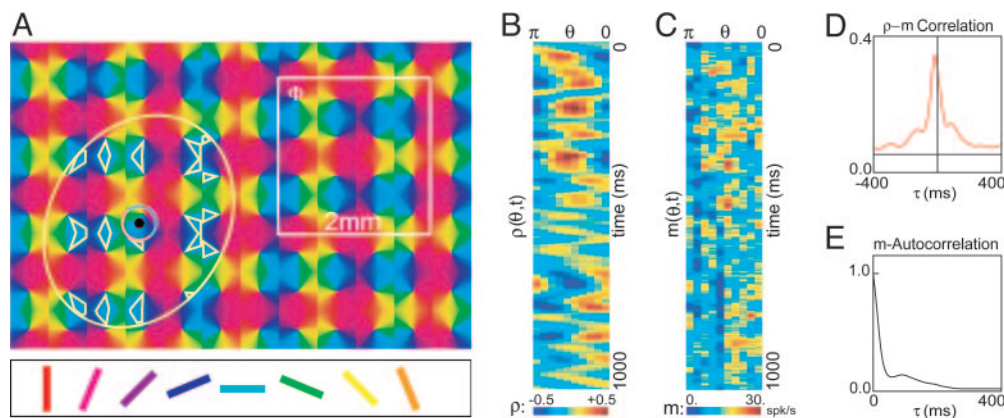 A
Φ
2mm
B
π θ 0
0
ρ(θ,t)
time (ms)
1000
ρ: -0.5 +0.5
C
π θ 0
0
m(θ,t)
time (ms)
1000
m: 0. 30. spk/s
D
ρ–m Correlation
0.4
0.0
-400 400
τ (ms)
E
m-Autocorrelation
1.0
0.0
0 400
τ (ms)